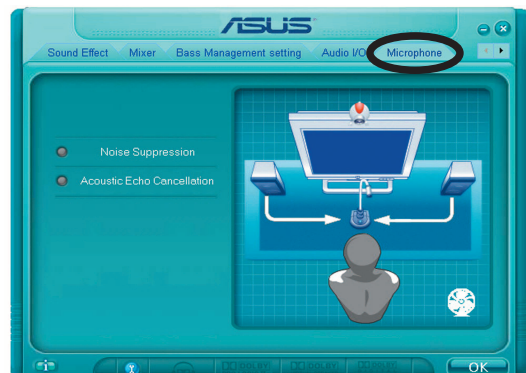 ASUS
Sound Effect Mixer Bass Management setting Audio I/O Microphone
Noise Suppression
Acoustic Echo Cancellation
OK